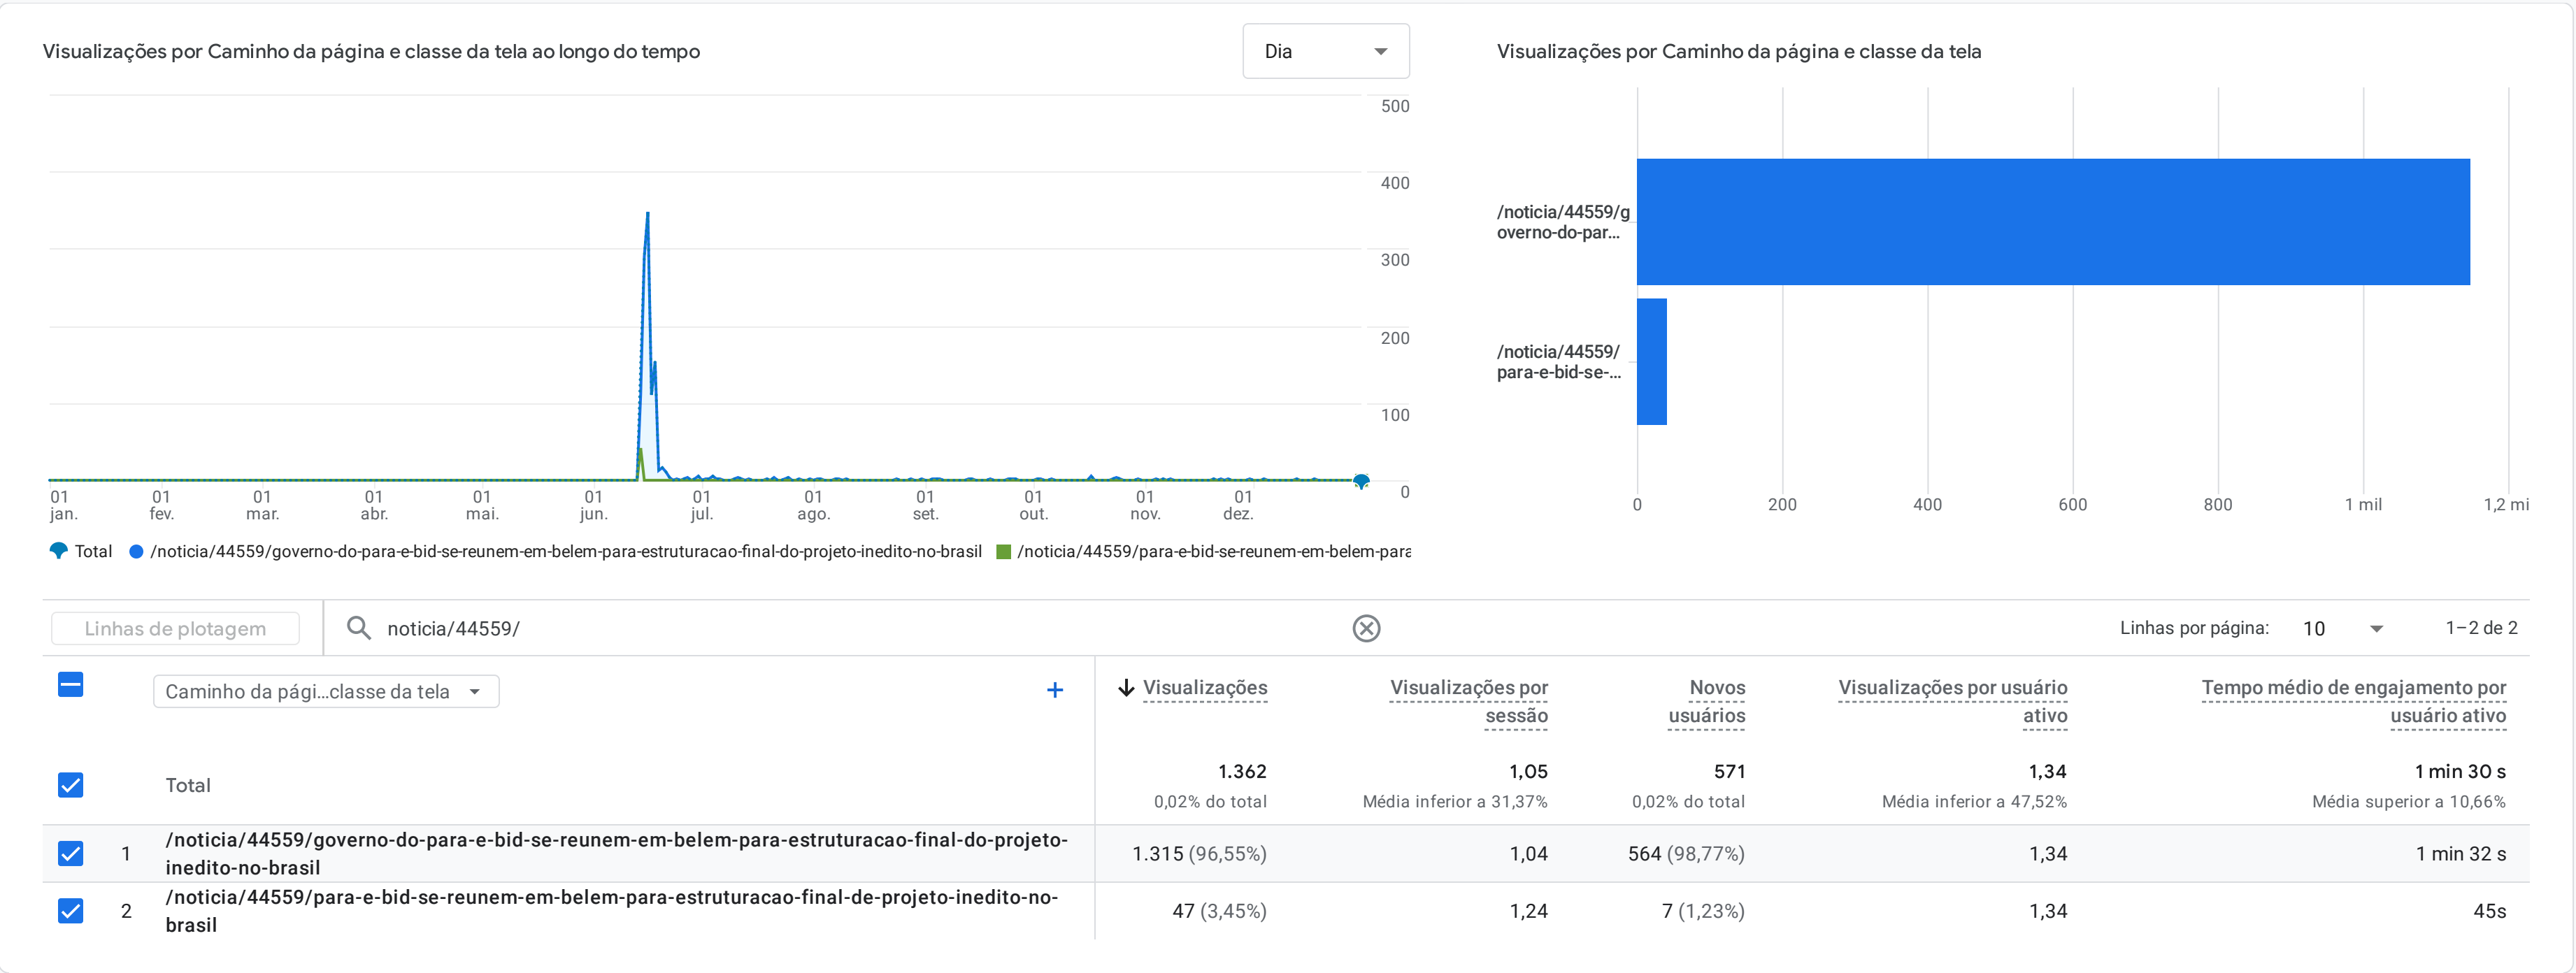 Visualizações por Caminho da página e classe da tela ao longo do tempo
Dia
500
400
300
200
100
0
01 jan.
01 fev.
01 mar.
01 abr.
01 mai.
01 jun.
01 jul.
01 ago.
01 set.
01 out.
01 nov.
01 dez.
Total
/noticia/44559/governo-do-para-e-bid-se-reunem-em-belem-para-estruturacao-final-do-projeto-inedito-no-brasil
/noticia/44559/para-e-bid-se-reunem-em-belem-para
Visualizações por Caminho da página e classe da tela
/noticia/44559/g
overno-do-par...
/noticia/44559/
para-e-bid-se-...
0
200
400
600
800
1 mil
1,2 mi
Linhas de plotagem
noticia/44559/
Linhas por página:
10
1–2 de 2
Caminho da pági...classe da tela
+
Visualizações
Visualizações por
sessão
Novos
usuários
Visualizações por usuário
ativo
Tempo médio de engajamento por
usuário ativo
Total
1.362
0,02% do total
1,05
Média inferior a 31,37%
571
0,02% do total
1,34
Média inferior a 47,52%
1 min 30 s
Média superior a 10,66%
1
/noticia/44559/governo-do-para-e-bid-se-reunem-em-belem-para-estruturacao-final-do-projeto-
inedito-no-brasil
1.315 (96,55%)
1,04
564 (98,77%)
1,34
1 min 32 s
2
/noticia/44559/para-e-bid-se-reunem-em-belem-para-estruturacao-final-de-projeto-inedito-no-
brasil
47 (3,45%)
1,24
7 (1,23%)
1,34
45s